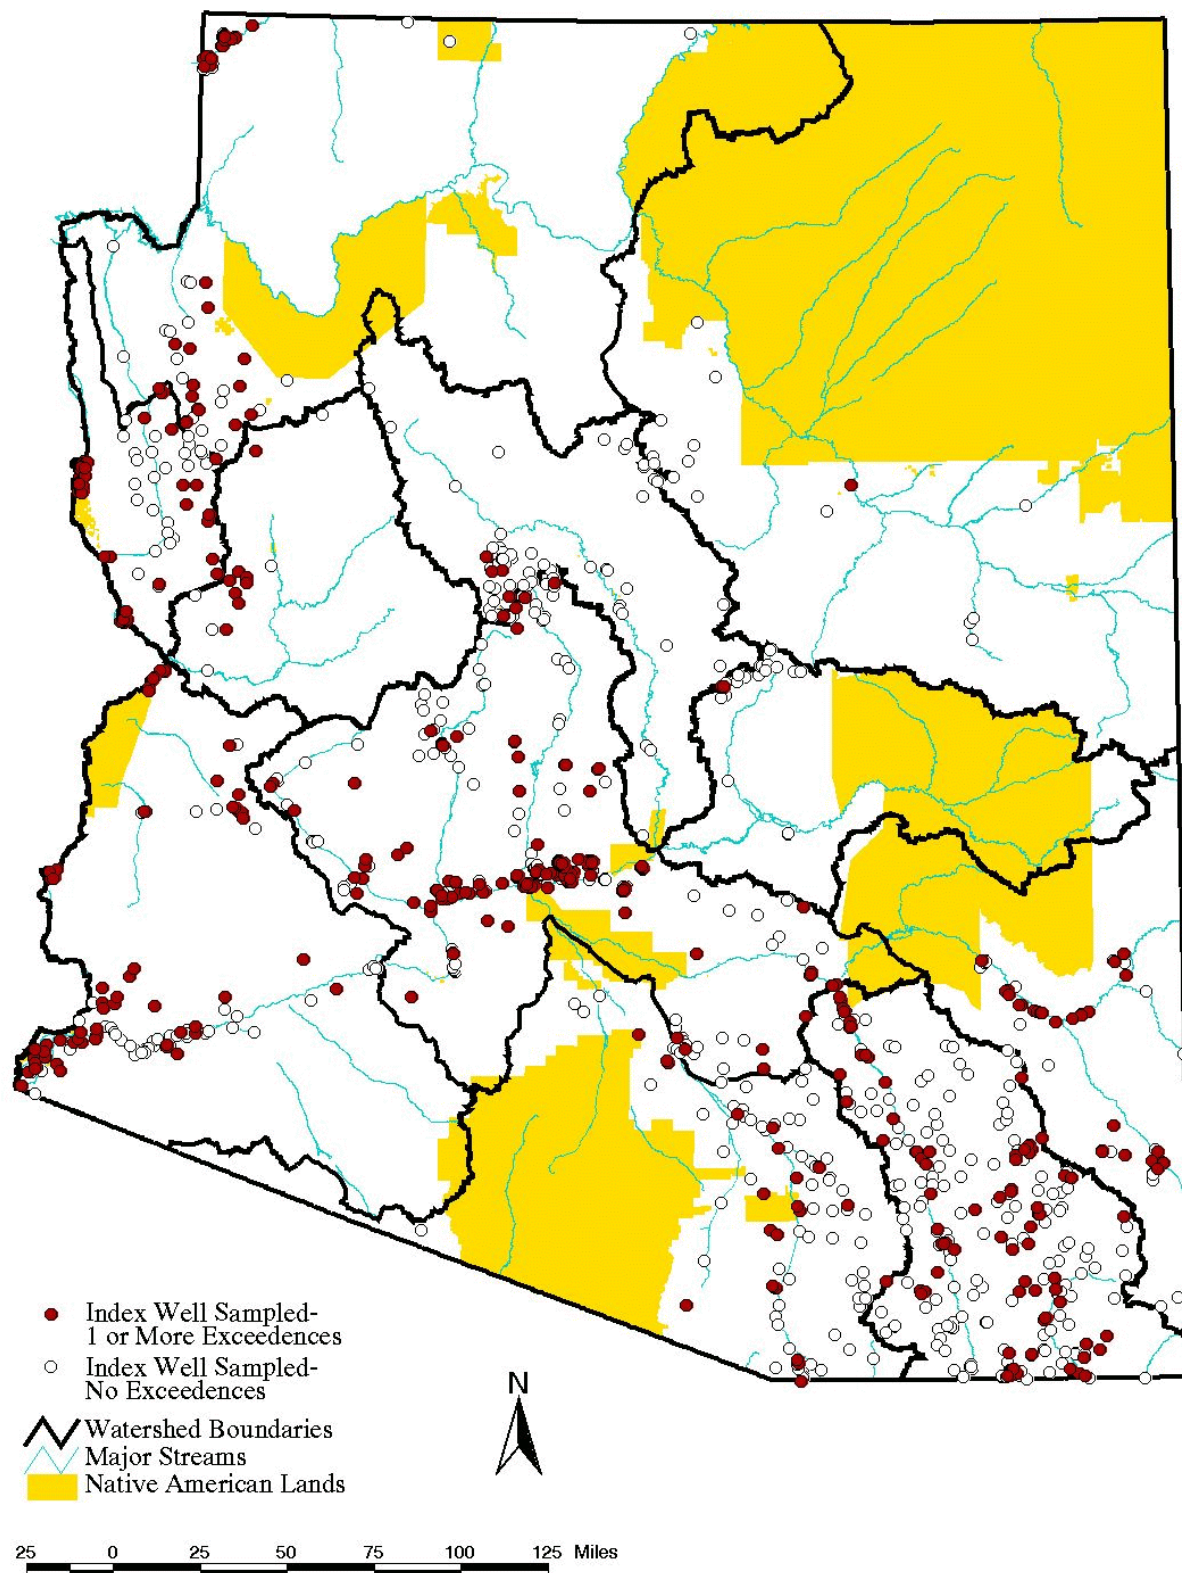 Index Well Sampled-
1 or More Exceedences
Index Well Sampled-
No Exceedences
Watershed Boundaries
Major Streams
Native American Lands
N
25 0 25 50 75 100 125 Miles